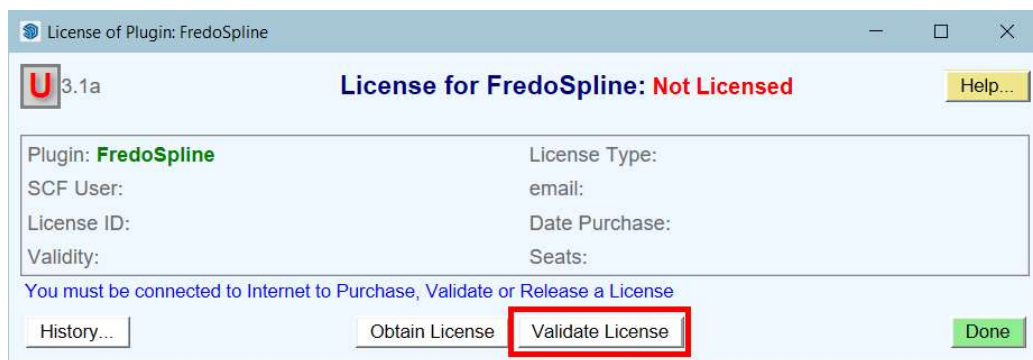 License of Plugin: FredoSpline
U 3.1a License for FredoSpline: Not Licensed Help...
Plugin: FredoSpline License Type:
SCF User: email:
License ID: Date Purchase:
Validity: Seats:
You must be connected to Internet to Purchase, Validate or Release a License
History... Obtain License Validate License Done